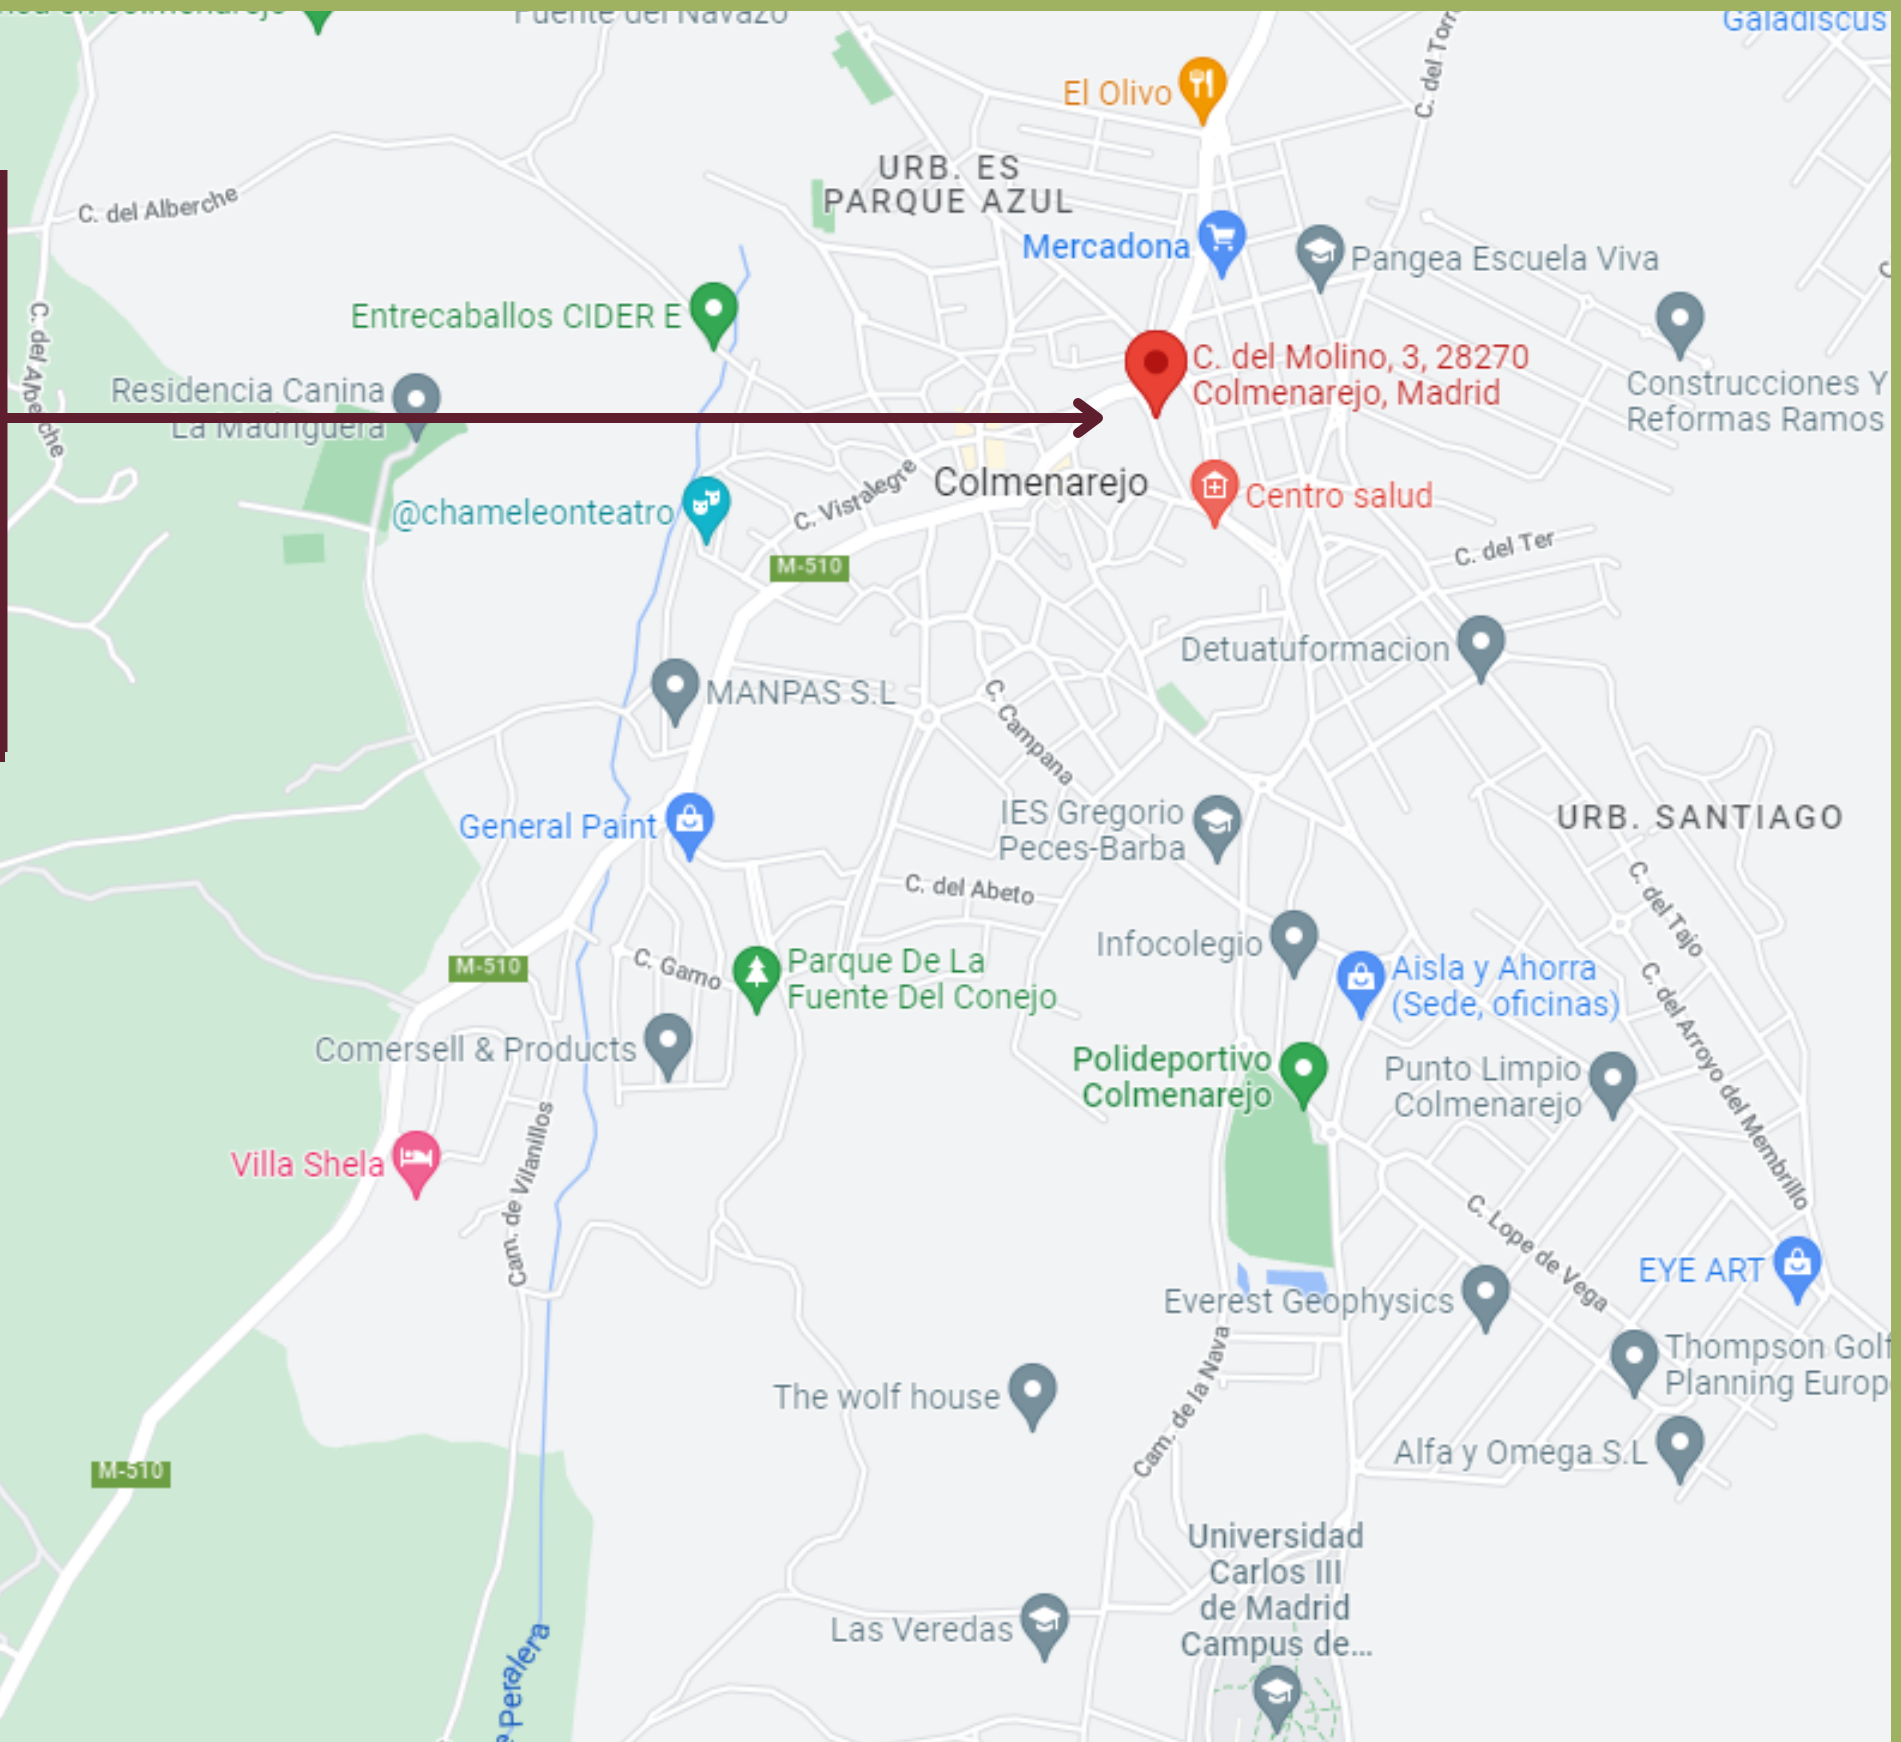 Fuente del Navazo
Galadiscus
C. del Torr
El Olivo
URB. ES
PARQUE AZUL
C. del Alberche
Mercadona
Pangea Escuela Viva
Entrecaballos CIDER E
C. del Alberche
C. del Molino, 3, 28270
Colmenarejo, Madrid
Construcciones Y
Reformas Ramos
Residencia Canina
La Madriguera
C. Vistalegre
Colmenarejo
Centro salud
@chameleonteatro
M-510
C. del Ter
Detuatuformacion
MANPAS S.L
C. Campana
General Paint
IES Gregorio
Peces-Barba
URB. SANTIAGO
C. del Abeto
C. del Tajo
Infocolegio
M-510
C. Gamo
Parque De La
Fuente Del Conejo
Aisla y Ahorra
(Sede, oficinas)
C. del Arroyo del Membrillo
Comersell & Products
Polideportivo
Colmenarejo
Punto Limpio
Colmenarejo
Villa Shela
Cam. de Vilanillos
C. Lope de Vega
EYE ART
Everest Geophysics
Thompson Golf
Planning Europ
The wolf house
Cam. de la Nava
Alfa y Omega S.L
M-510
Universidad
Carlos III
de Madrid
Campus de...
Las Veredas
Peralera